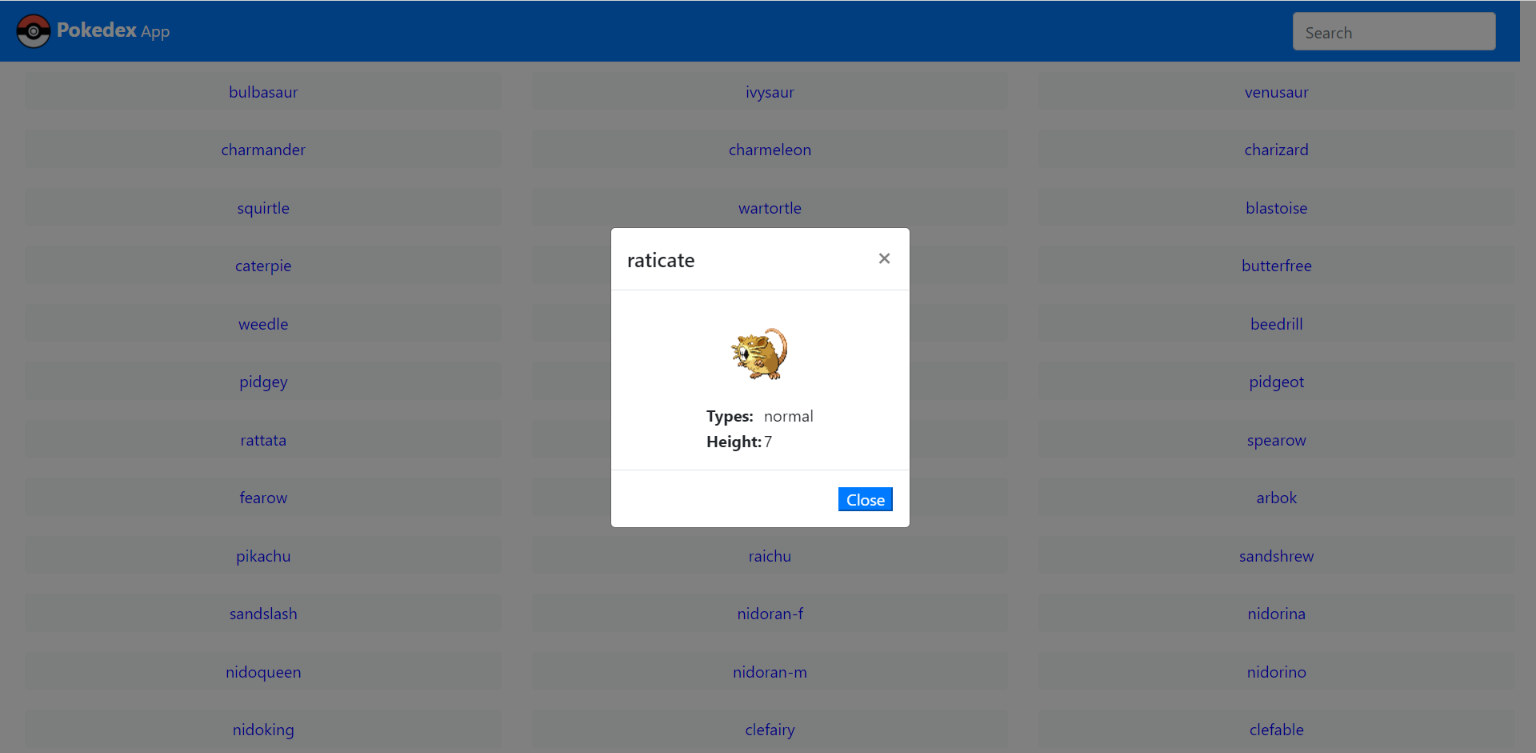 Pokedex App
Search
bulbasaur ivysaur venusaur
charmander charmeleon charizard
squirtle wartortle blastoise
caterpie butterfree
weedle beedrill
pidgey pidgeot
rattata spearow
fearow arbok
pikachu raichu sandshrew
sandslash nidoran-f nidorina
nidoqueen nidoran-m nidorino
nidoking clefairy clefable
raticate ×
Types: normal
Height: 7
Close